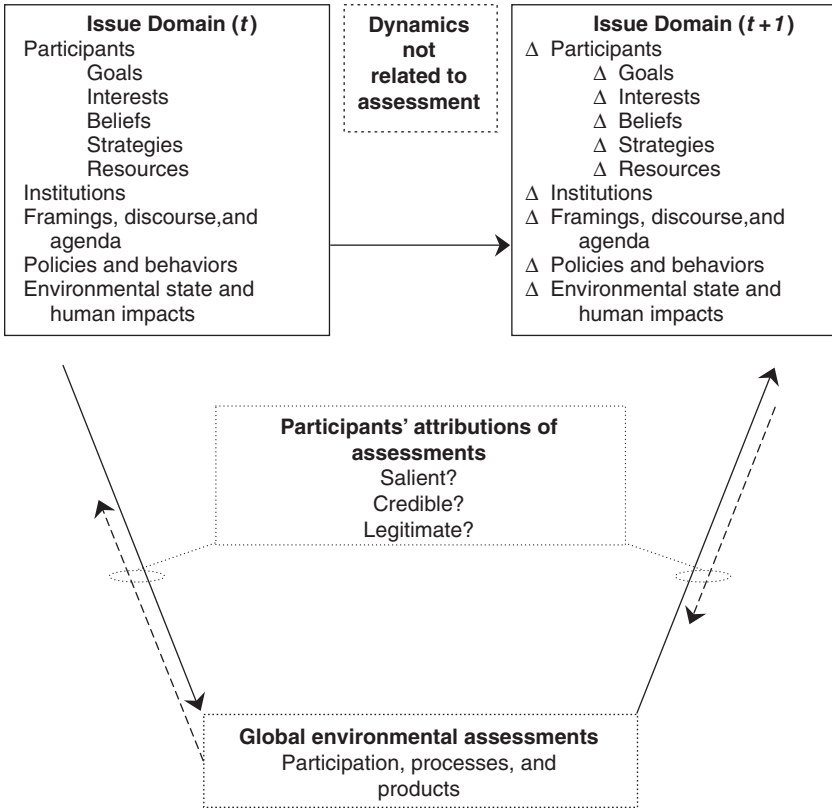 Issue Domain (t)
Participants
Goals
Interests
Beliefs
Strategies
Resources
Institutions
Framings, discourse,and
agenda
Policies and behaviors
Environmental state and
human impacts
Dynamics
not
related to
assessment
Issue Domain (t+1)
Δ Participants
Δ Goals
Δ Interests
Δ Beliefs
Δ Strategies
Δ Resources
Δ Institutions
Δ Framings, discourse,and
agenda
Δ Policies and behaviors
Δ Environmental state and
human impacts
Participants’ attributions of
assessments
Salient?
Credible?
Legitimate?
Global environmental assessments
Participation, processes, and
products